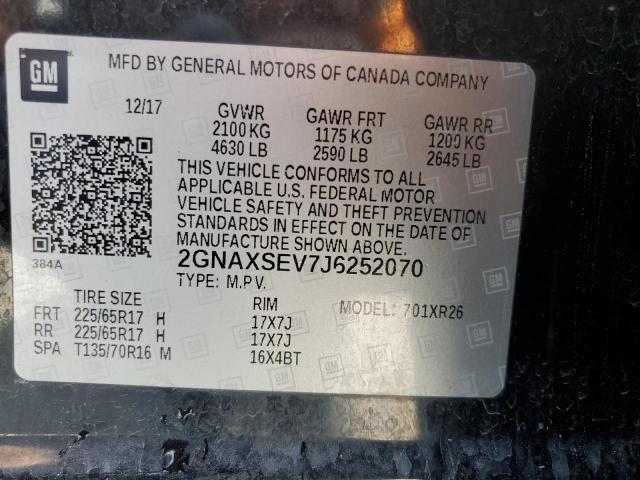 GM
MFD BY GENERAL MOTORS OF CANADA COMPANY
12/17 GVWR GAWR FRT GAWR RR
2100 KG 1175 KG 1200 KG
4630 LB 2590 LB 2645 LB
THIS VEHICLE CONFORMS TO ALL
APPLICABLE U.S. FEDERAL MOTOR
VEHICLE SAFETY AND THEFT PREVENTION
STANDARDS IN EFFECT ON THE DATE OF
MANUFACTURE SHOWN ABOVE.
384A
2GNAXSEV7J6252070
TYPE: M.P.V.
TIRE SIZE RIM MODEL: 701XR26
FRT 225/65R17 H 17X7J
RR 225/65R17 H 17X7J
SPA T135/70R16 M 16X4BT